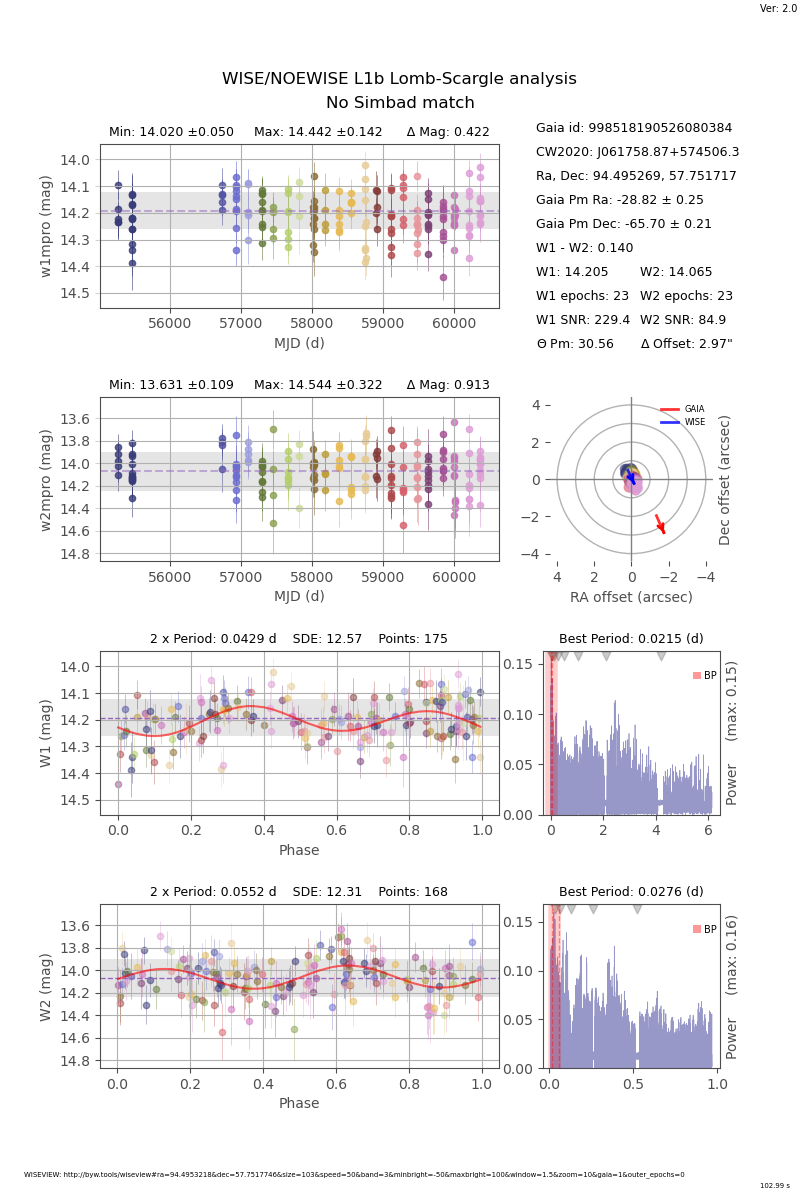 Ver: 2.0
WISE/NOEWISE L1b Lomb-Scargle analysis
No Simbad match
Min: 14.020 ±0.050 Max: 14.442 ±0.142 Δ Mag: 0.422
14.0
14.1
14.2
14.3
14.4
14.5
w1mpro (mag)
56000 57000 58000 59000 60000
MJD (d)
Gaia id: 998518190526080384
CW2020: J061758.87+574506.3
Ra, Dec: 94.495269, 57.751717
Gaia Pm Ra: -28.82 ± 0.25
Gaia Pm Dec: -65.70 ± 0.21
W1 - W2: 0.140
W1: 14.205 W2: 14.065
W1 epochs: 23 W2 epochs: 23
W1 SNR: 229.4 W2 SNR: 84.9
Θ Pm: 30.56 Δ Offset: 2.97"
Min: 13.631 ±0.109 Max: 14.544 ±0.322 Δ Mag: 0.913
13.6
13.8
14.0
14.2
14.4
14.6
14.8
w2mpro (mag)
56000 57000 58000 59000 60000
MJD (d)
GAIA
WISE
4
2
0
−2
−4
Dec offset (arcsec)
4 2 0 −2 −4
RA offset (arcsec)
2 x Period: 0.0429 d SDE: 12.57 Points: 175
14.0
14.1
14.2
14.3
14.4
14.5
W1 (mag)
0.0 0.2 0.4 0.6 0.8 1.0
Phase
Best Period: 0.0215 (d)
BP
0.15
0.10
0.05
0.00
Power (max: 0.15)
0 2 4 6
2 x Period: 0.0552 d SDE: 12.31 Points: 168
13.6
13.8
14.0
14.2
14.4
14.6
14.8
W2 (mag)
0.0 0.2 0.4 0.6 0.8 1.0
Phase
Best Period: 0.0276 (d)
BP
0.15
0.10
0.05
0.00
Power (max: 0.16)
0.0 0.5 1.0
WISEVIEW: http://byw.tools/wiseview#ra=94.4953218&dec=57.7517746&size=103&speed=50&band=3&minbright=-50&maxbright=100&window=1.5&zoom=10&gaia=1&outer_epochs=0
102.99 s